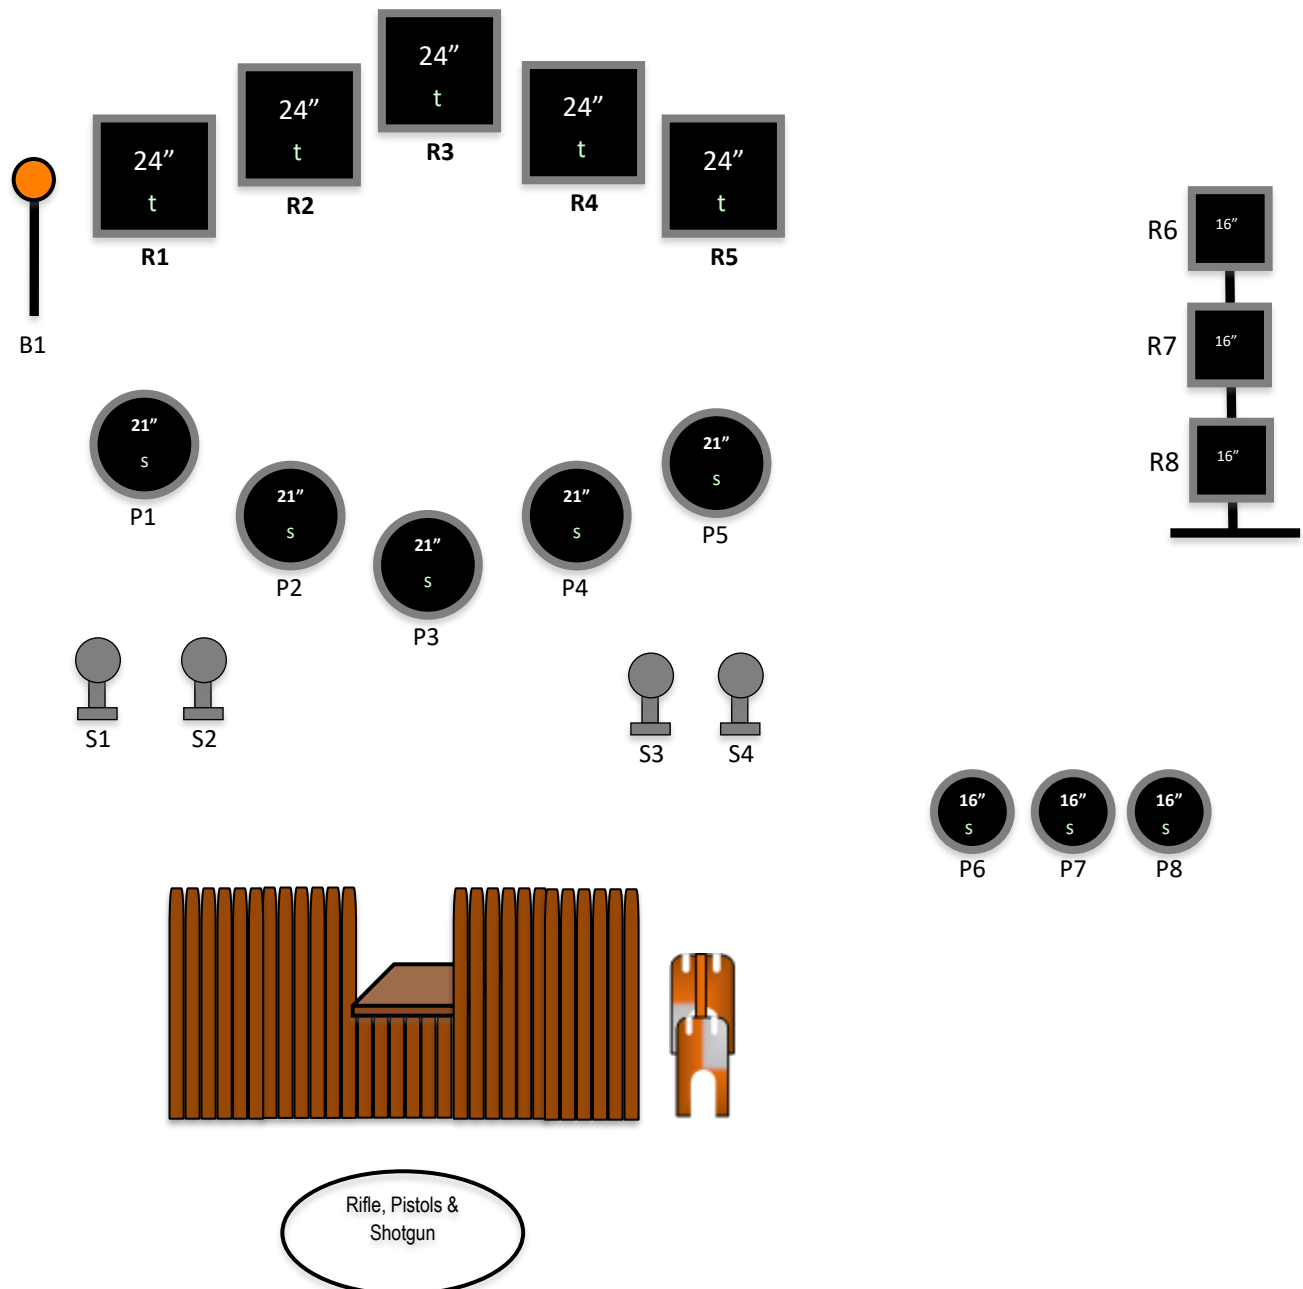 24”
t
R3
24”
t
R2
24”
t
R4
24”
t
R1
24”
t
R5
B1
R6
16”
R7
16”
R8
16”
21”
s
P1
21”
s
P2
21”
s
P3
21”
s
P4
21”
s
P5
S1
S2
S3
S4
16”
s
P6
16”
s
P7
16”
s
P8
Rifle, Pistols &
Shotgun